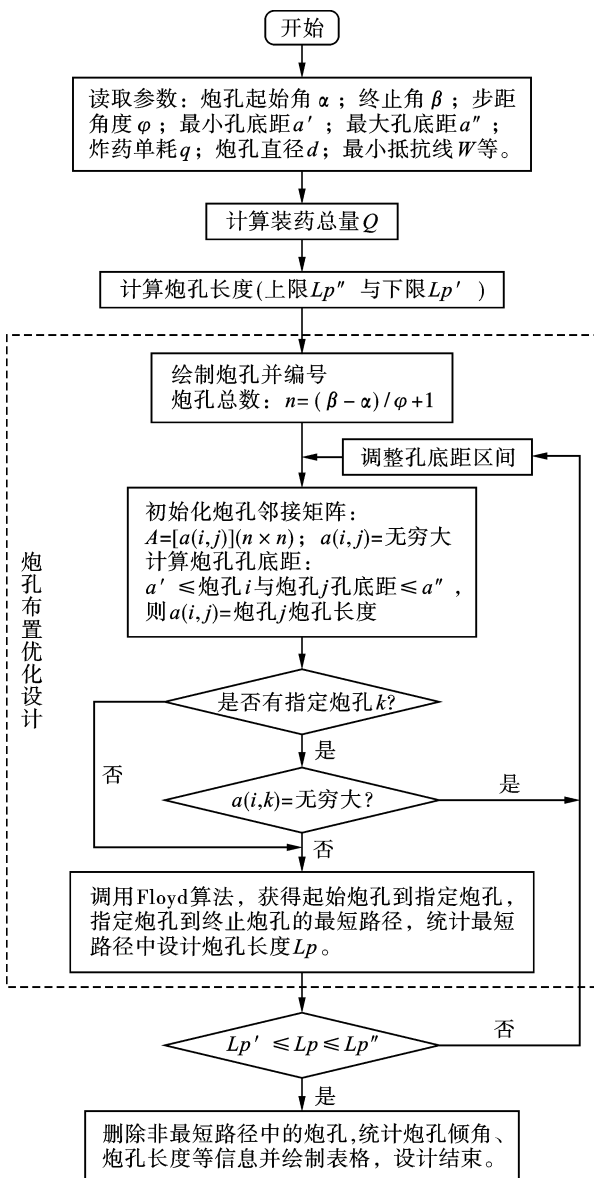 开始
读取参数：炮孔起始角α；终止角β；步距
角度φ；最小孔底距a′；最大孔底距a″；
炸药单耗q；炮孔直径d；最小抵抗线W等。
计算装药总量Q
计算炮孔长度(上限Lp″与下限Lp′)
炮孔布置优化设计
绘制炮孔并编号
炮孔总数：n=(β-α)/φ+1
调整孔底距区间
初始化炮孔邻接矩阵：
A=[a(i,j)](n×n)；a(i,j)=无穷大
计算炮孔孔底距：
a′≤炮孔i与炮孔j孔底距≤a″，
则a(i,j)=炮孔j炮孔长度
是否有指定炮孔k?
是
否
a(i,k)=无穷大?
是
否
调用Floyd算法，获得起始炮孔到指定炮孔，
指定炮孔到终止炮孔的最短路径，统计最短
路径中设计炮孔长度Lp。
Lp′≤Lp≤Lp″
否
是
删除非最短路径中的炮孔,统计炮孔倾角、
炮孔长度等信息并绘制表格，设计结束。